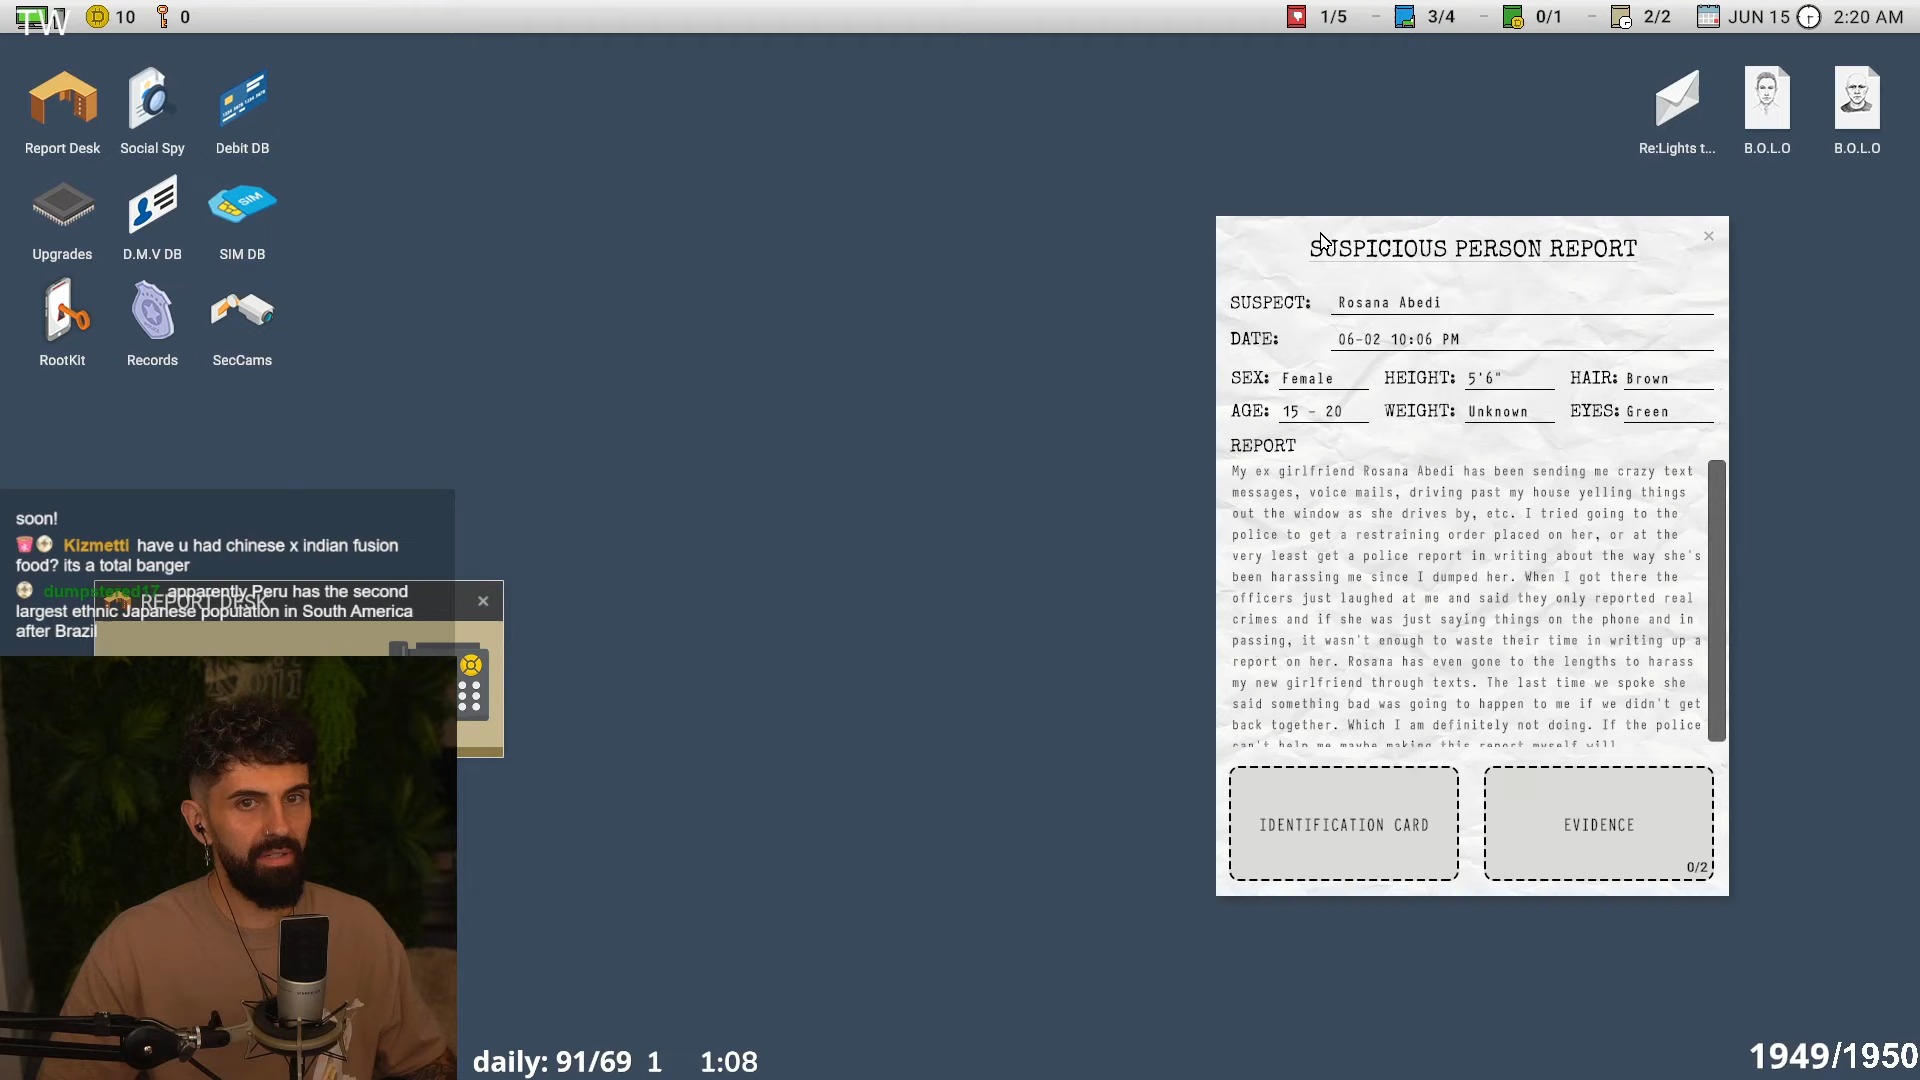 TW
10
0
1/5
3/4
0/1
2/2
JUN 15
2:20 AM
Report Desk
Social Spy
Debit DB
Upgrades
D.M.V DB
SIM DB
RootKit
Records
SecCams
Re:Lights t...
B.O.L.O
B.O.L.O
SUSPICIOUS PERSON REPORT
SUSPECT: Rosana Abedi
DATE: 06-02 10:06 PM
SEX: Female HEIGHT: 5'6" HAIR: Brown
AGE: 15 - 20 WEIGHT: Unknown EYES: Green
REPORT
My ex girlfriend Rosana Abedi has been sending me crazy text
messages, voice mails, driving past my house yelling things
out the window as she drives by, etc. I tried going to the
police to get a restraining order placed on her, or at the
very least get a police report in writing about the way she's
been harassing me since I dumped her. When I got there the
officers just laughed at me and said they only reported real
crimes and if she was just saying things on the phone and in
passing, it wasn't enough to waste their time in writing up a
report on her. Rosana has even gone to the lengths to harass
my new girlfriend through texts. The last time we spoke she
said something bad was going to happen to me if we didn't get
back together. Which I am definitely not doing. If the police
can't help me maybe making this report myself will
IDENTIFICATION CARD
EVIDENCE
0/2
soon!
Kizmetti have u had chinese x indian fusion
food? its a total banger
dumpstered17 apparently Peru has the second
largest ethnic Japanese population in South America
after Brazil
REPORT DESK
daily: 91/69 1 1:08
1949/1950